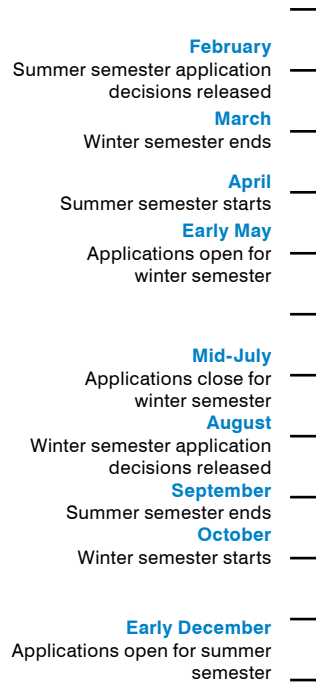 February
Summer semester application
decisions released
March
Winter semester ends
April
Summer semester starts
Early May
Applications open for
winter semester
Mid-July
Applications close for
winter semester
August
Winter semester application
decisions released
September
Summer semester ends
October
Winter semester starts
Early December
Applications open for summer
semester